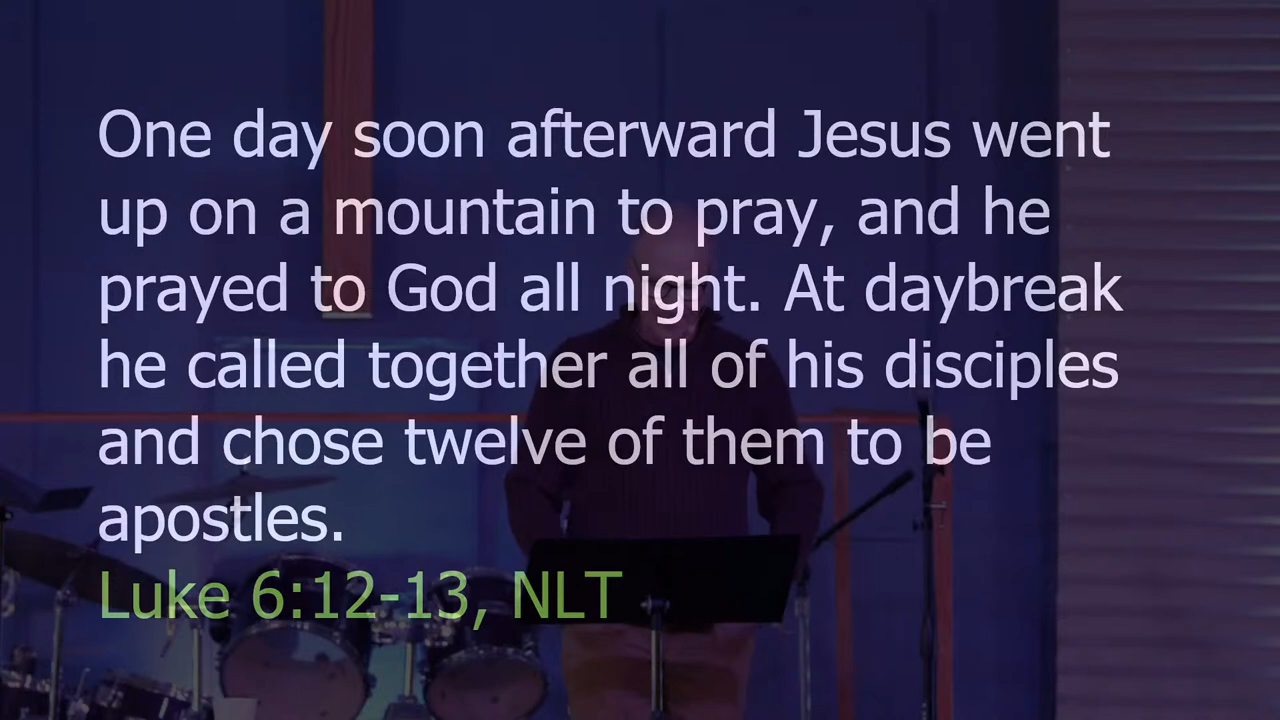 One day soon afterward Jesus went
up on a mountain to pray, and he
prayed to God all night. At daybreak
he called together all of his disciples
and chose twelve of them to be
apostles.
Luke 6:12-13, NLT